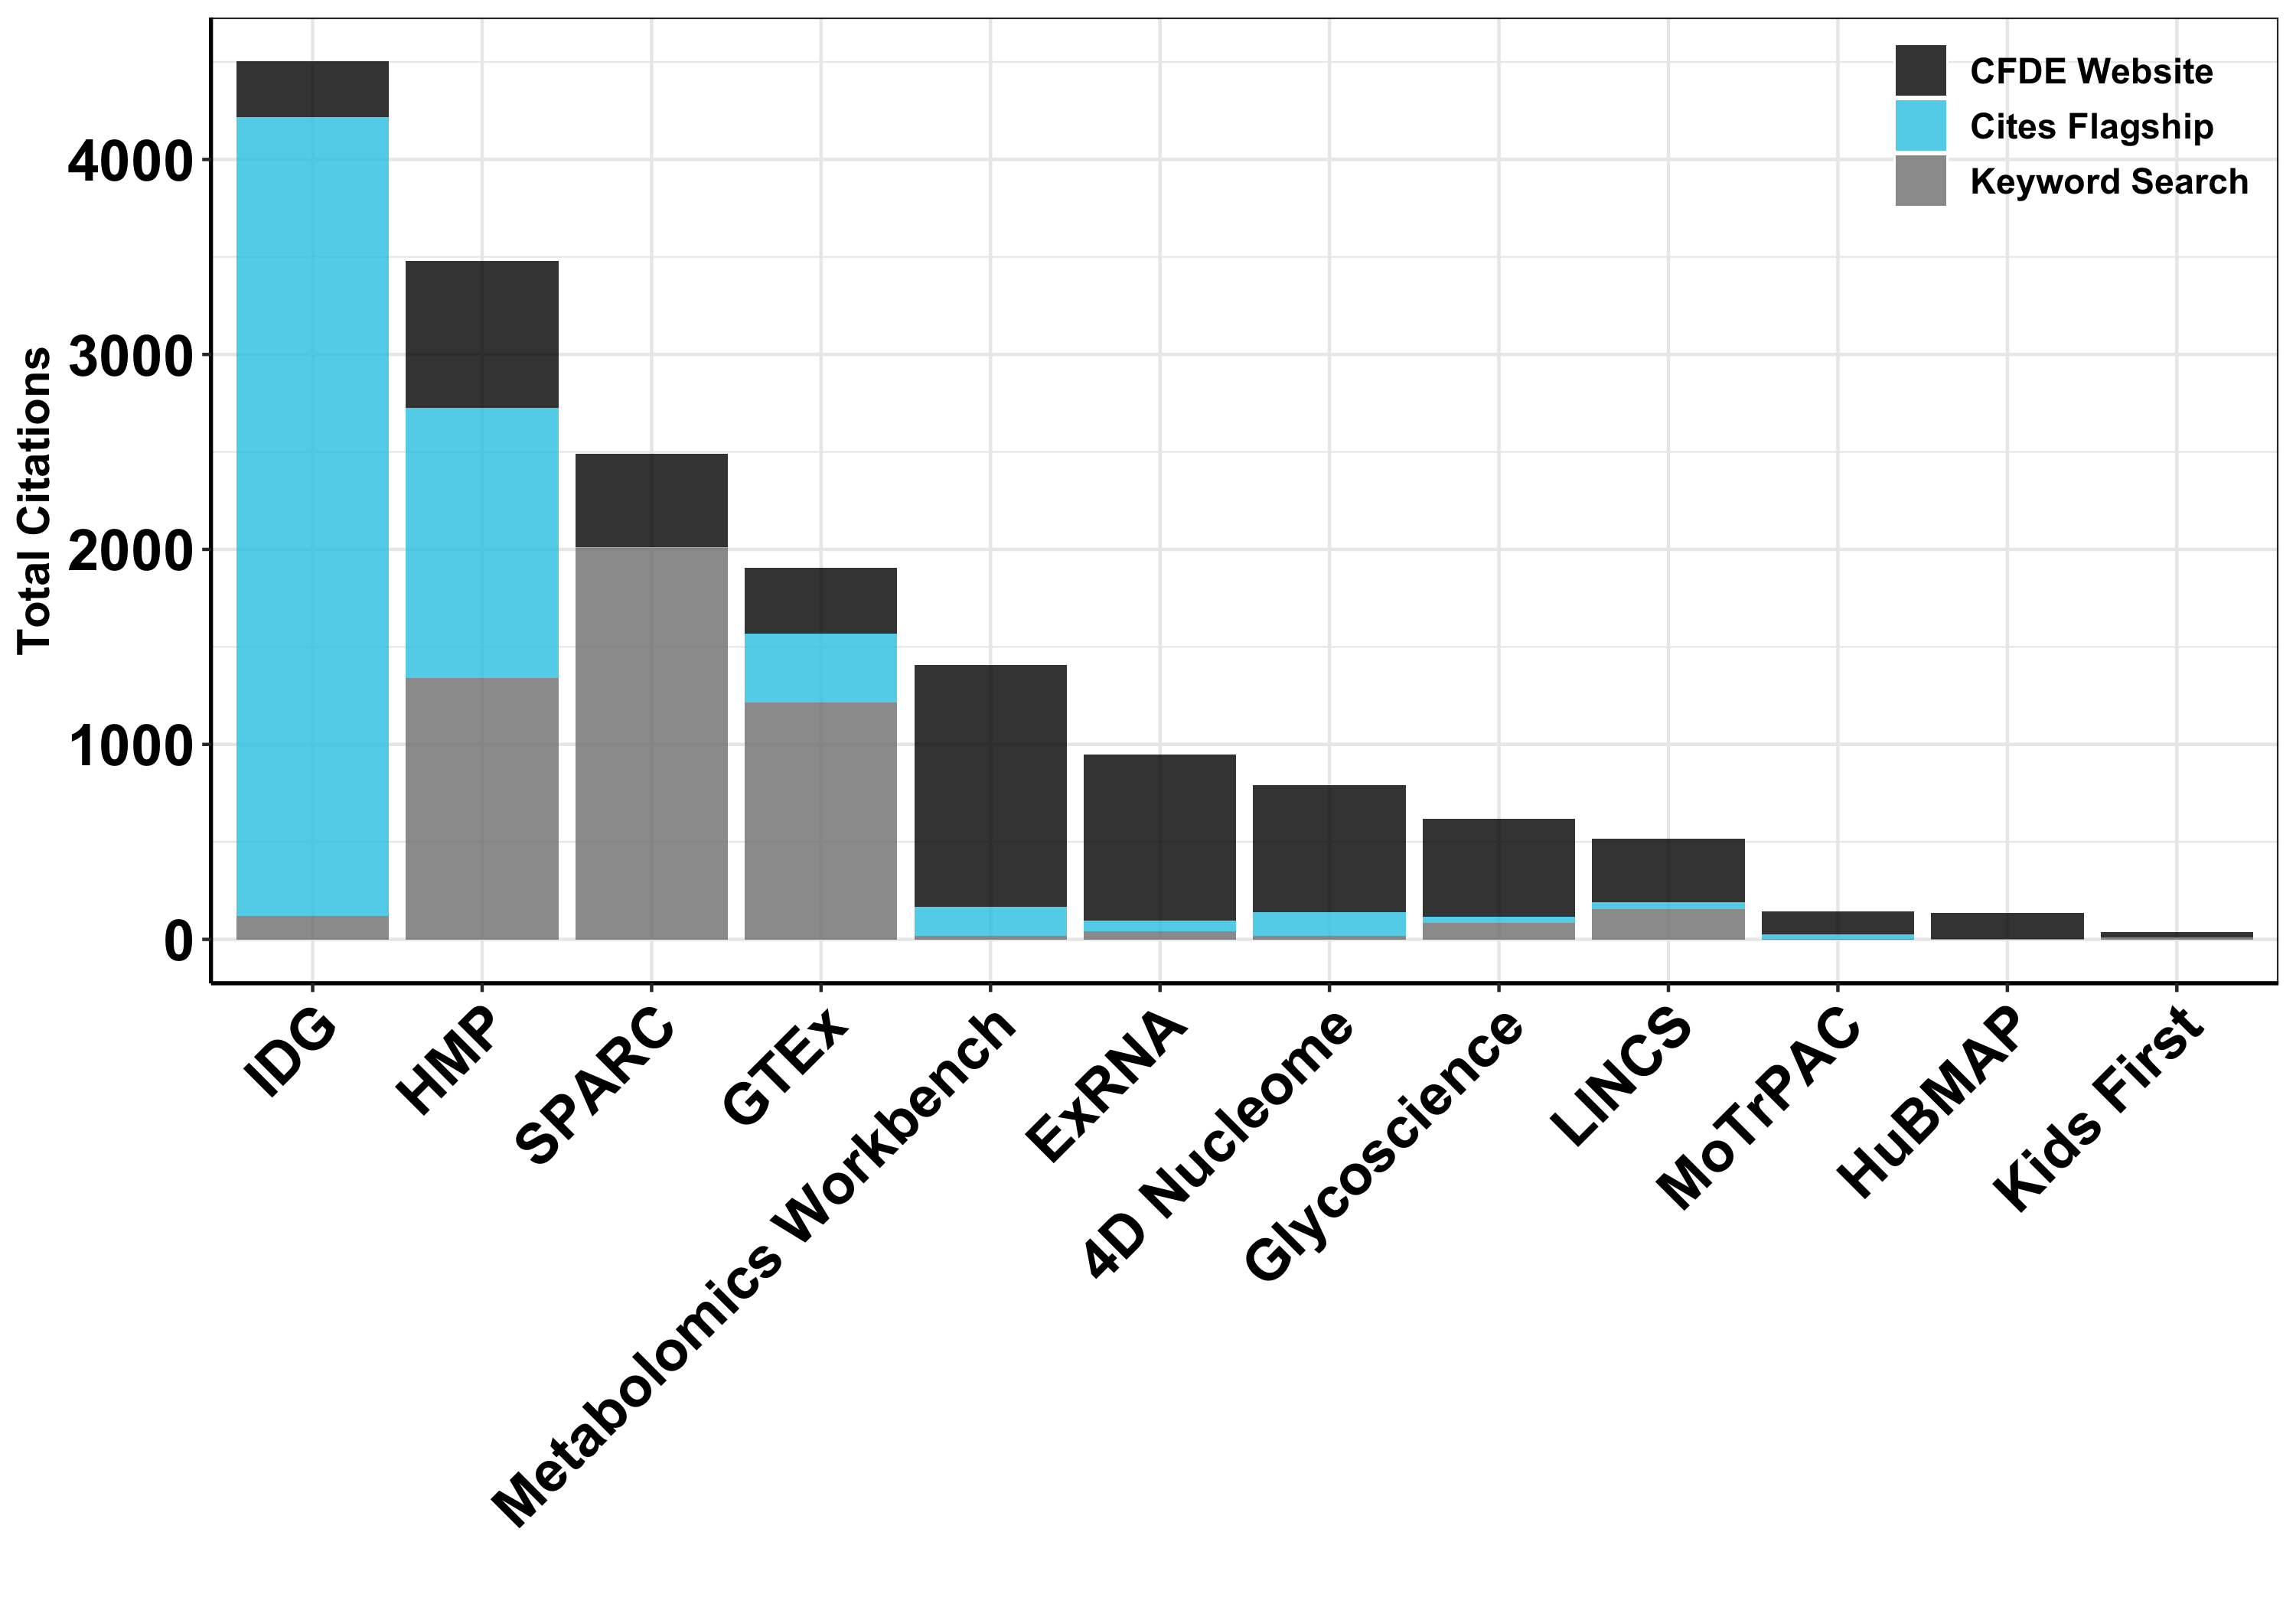 CFDE Website
Cites Flagship
Keyword Search
Total Citations
4000
3000
2000
1000
0
IDG
HMP
SPARC
GTEx
Metabolomics Workbench
ExRNA
4D Nucleome
Glycoscience
LINCS
MoTrPAC
HuBMAP
Kids First